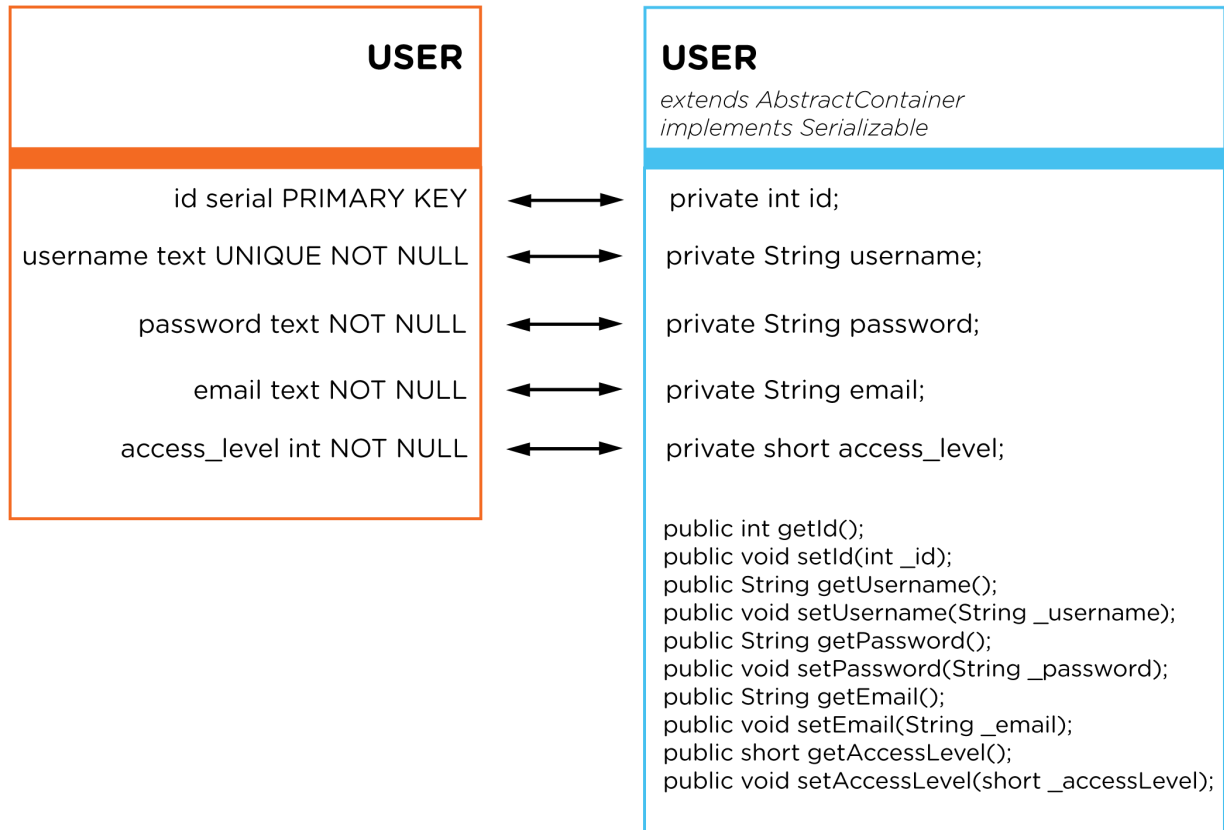 USER
id serial PRIMARY KEY
username text UNIQUE NOT NULL
password text NOT NULL
email text NOT NULL
access_level int NOT NULL
USER
extends AbstractContainer
implements Serializable
private int id;
private String username;
private String password;
private String email;
private short access_level;
public int getId();
public void setId(int _id);
public String getUsername();
public void setUsername(String _username);
public String getPassword();
public void setPassword(String _password);
public String getEmail();
public void setEmail(String _email);
public short getAccessLevel();
public void setAccessLevel(short _accessLevel);